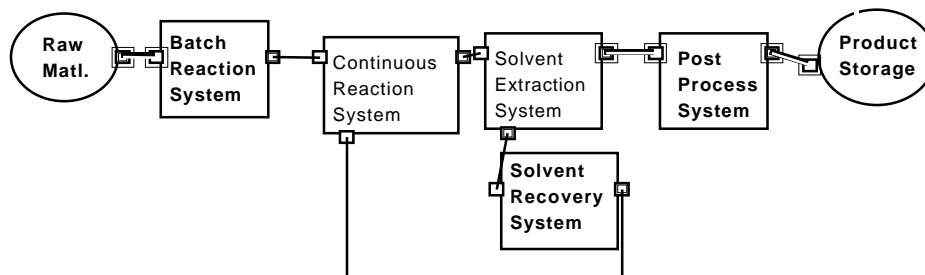 Raw
Matl.
Batch
Reaction
System
Continuous
Reaction
System
Solvent
Extraction
System
Solvent
Recovery
System
Post
Process
System
Product
Storage